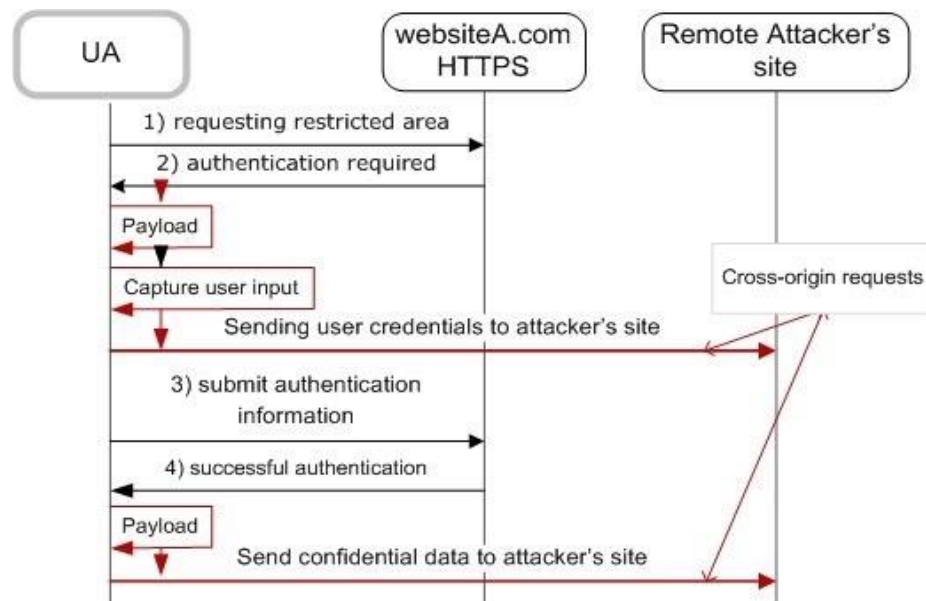 UA
websiteA.com
HTTPS
Remote Attacker's
site
1) requesting restricted area
2) authentication required
Payload
Capture user input
Cross-origin requests
Sending user credentials to attacker's site
3) submit authentication
information
4) successful authentication
Payload
Send confidential data to attacker's site